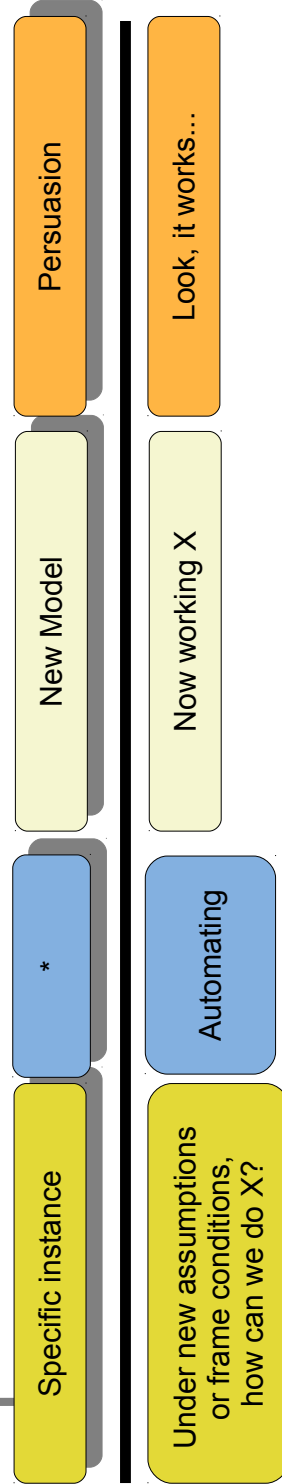 Specific instance
*
New Model
Persuasion
Under new assumptions
or frame conditions,
how can we do X?
Automating
Now working X
Look, it works...